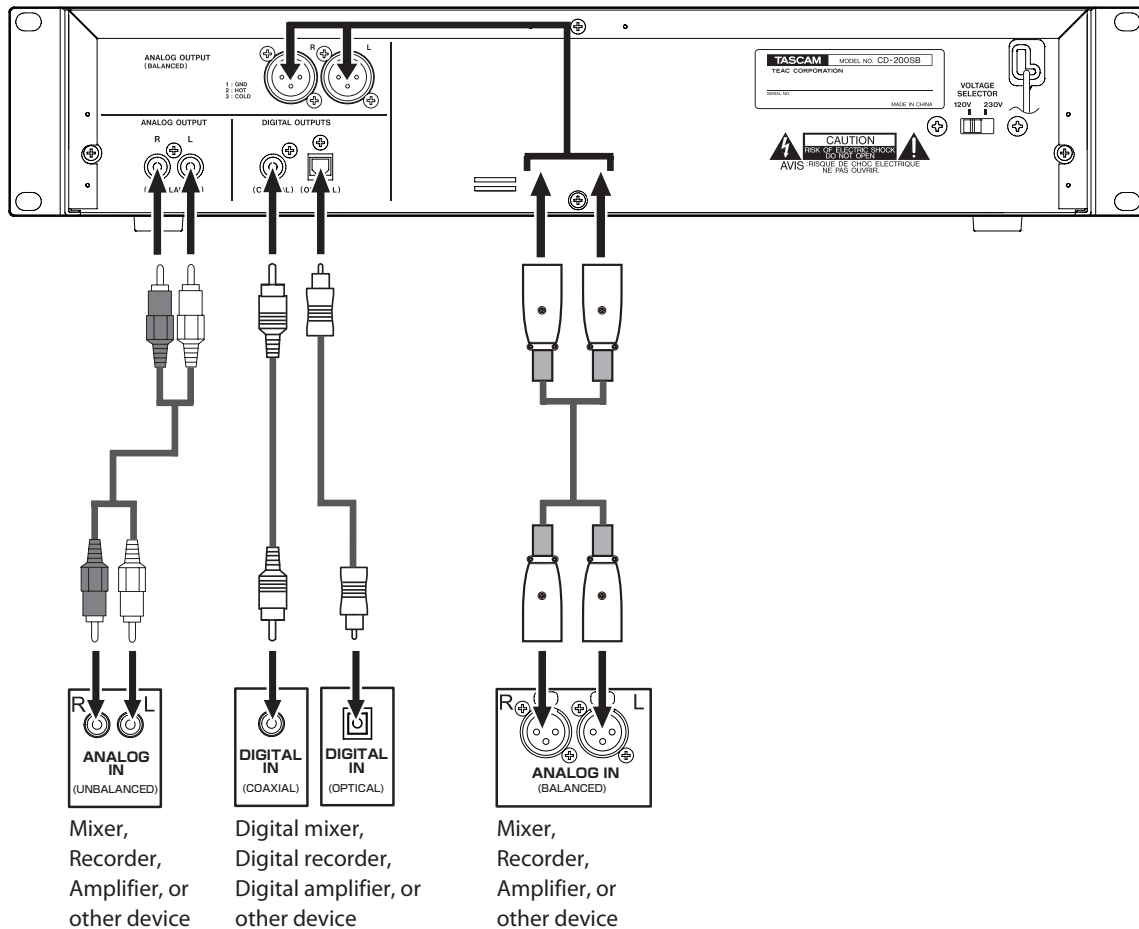 ANALOG OUTPUT
(BALANCED)
R
L
1 : GND
2 : HOT
3 : COLD
ANALOG OUTPUT
R
L
DIGITAL OUTPUTS
TASCAM MODEL NO. CD-200SB
TEAC CORPORATION
SERIAL NO.
MADE IN CHINA
VOLTAGE
SELECTOR
120V 230V
CAUTION
RISK OF ELECTRIC SHOCK
DO NOT OPEN
AVIS :RISQUE DE CHOC ELECTRIQUE
NE PAS OUVRIR.
R L
ANALOG
IN
(UNBALANCED)
DIGITAL
IN
(COAXIAL)
DIGITAL
IN
(OPTICAL)
R L
ANALOG IN
(BALANCED)
Mixer,
Recorder,
Amplifier, or
other device
Digital mixer,
Digital recorder,
Digital amplifier, or
other device
Mixer,
Recorder,
Amplifier, or
other device